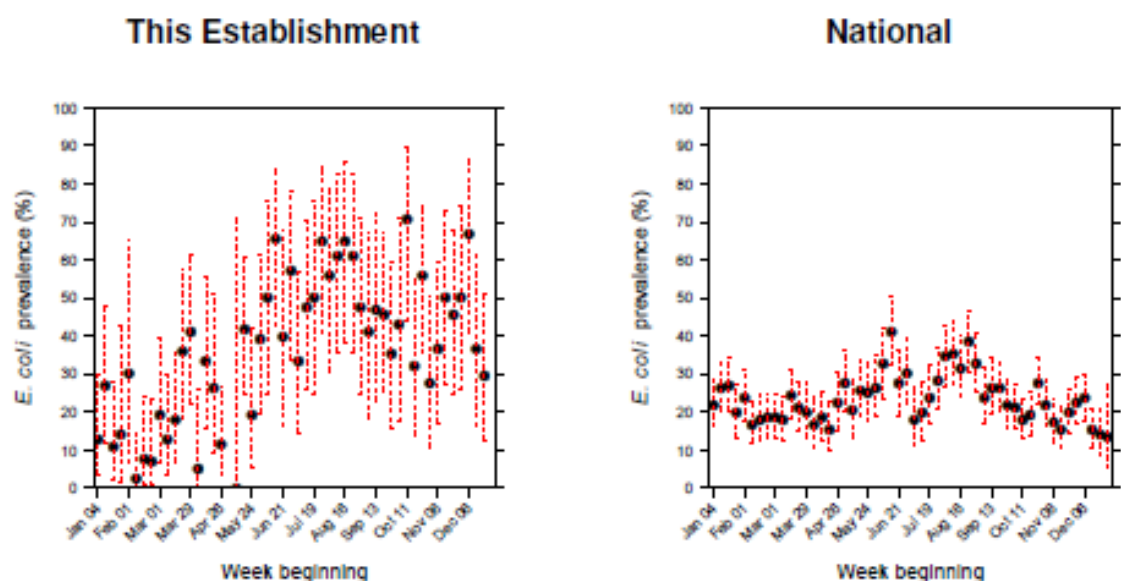 This Establishment
National
E. coli prevalence (%)
100
90
80
70
60
50
40
30
20
10
0
Jan 04
Feb 01
Mar 01
Mar 29
Apr 26
May 24
Jun 21
Jul 19
Aug 16
Sep 13
Oct 11
Nov 08
Dec 06
Week beginning
E. coli prevalence (%)
100
90
80
70
60
50
40
30
20
10
0
Jan 04
Feb 01
Mar 01
Mar 29
Apr 26
May 24
Jun 21
Jul 19
Aug 16
Sep 13
Oct 11
Nov 08
Dec 06
Week beginning